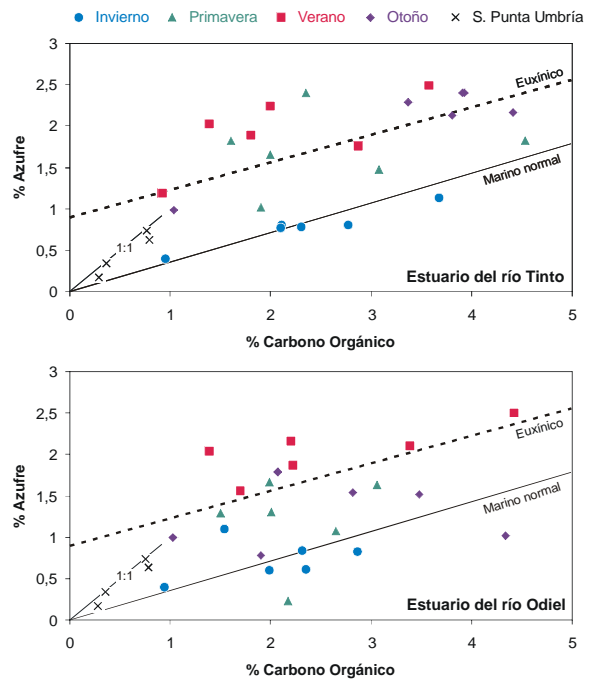 Invierno Primavera Verano Otoño S. Punta Umbría
3
2,5
2
1,5
1
0,5
0
% Azufre
Euxínico
Marino normal
1:1
Estuario del río Tinto
0 1 2 3 4 5
% Carbono Orgánico
3
2,5
2
1,5
1
0,5
0
% Azufre
Euxínico
Marino normal
1:1
Estuario del río Odiel
0 1 2 3 4 5
% Carbono Orgánico